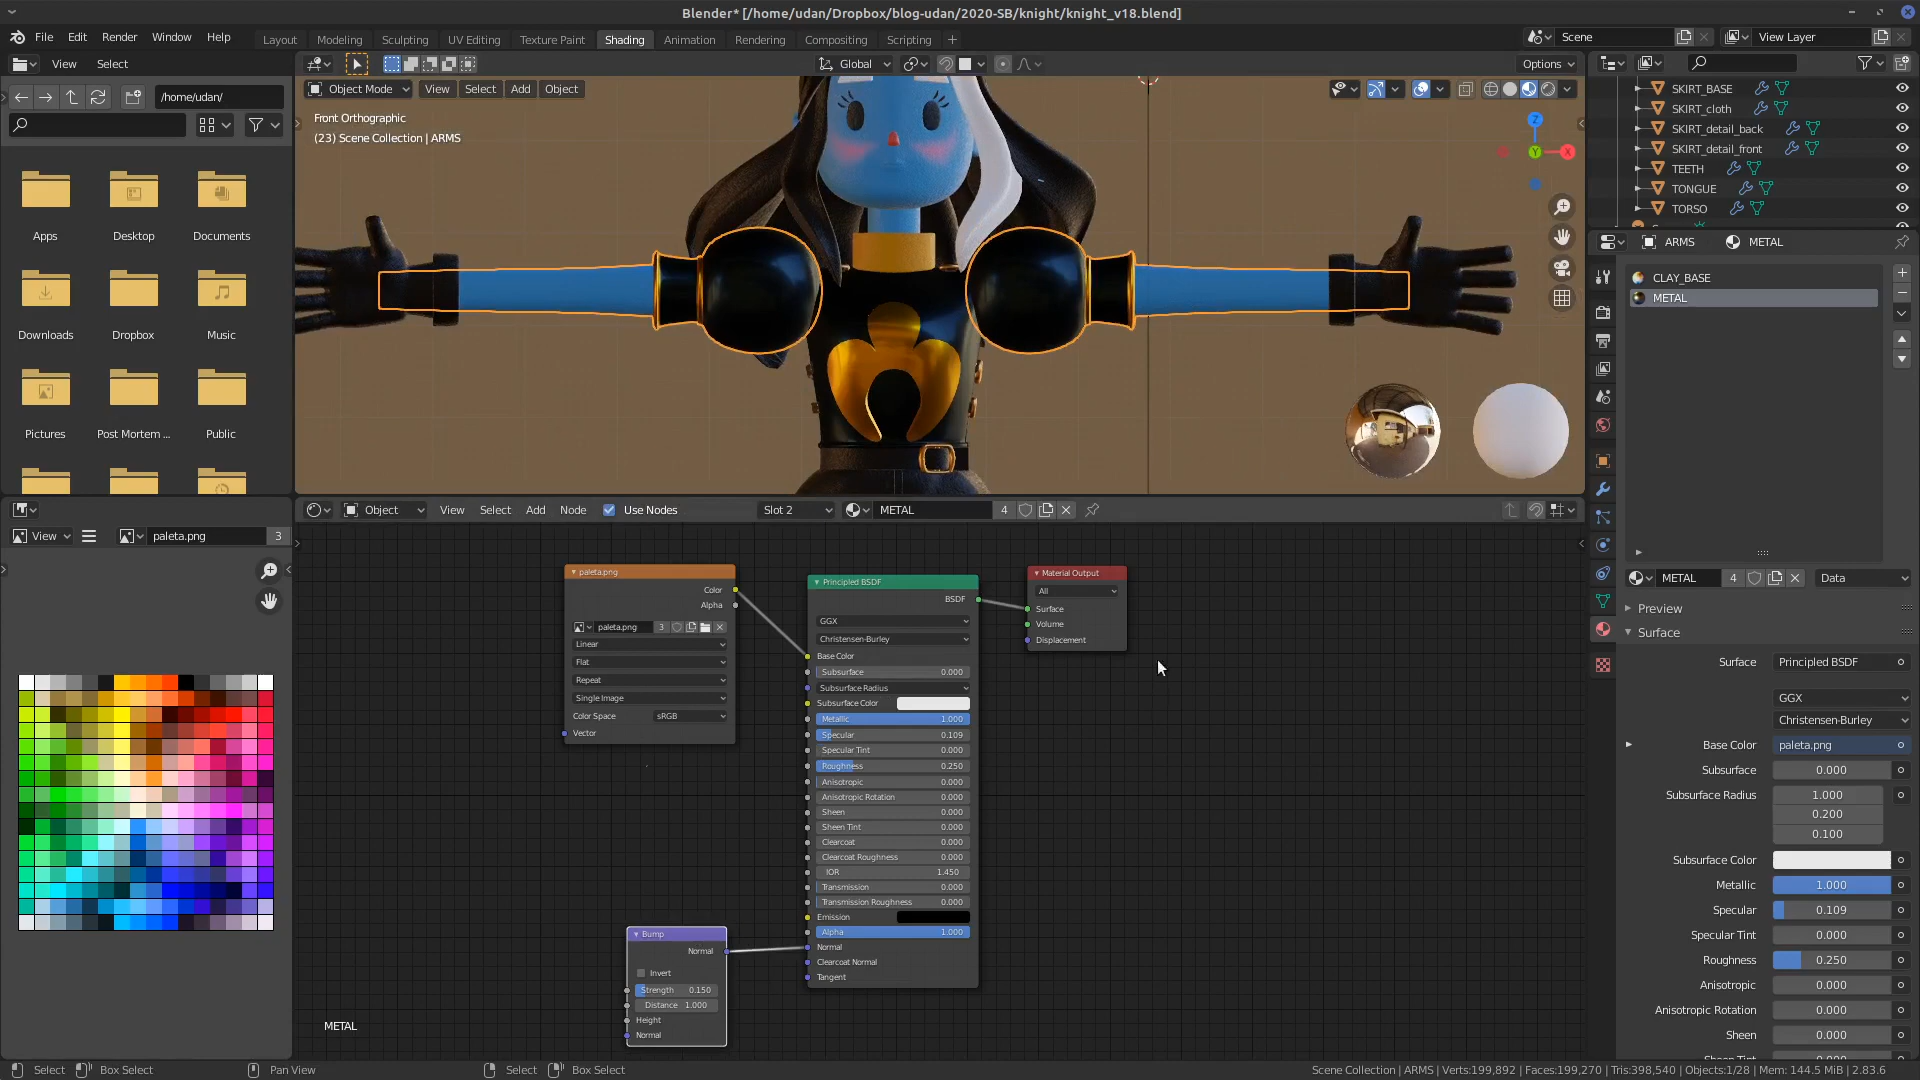 Blender* [/home/udan/Dropbox/blog-udan/2020-SB/knight/knight_v18.blend]
File Edit Render Window Help
Layout Modeling Sculpting UV Editing Texture Paint Shading Animation Rendering Compositing Scripting
Scene
View Layer
View Select
Global
Options
/home/udan/
Object Mode View Select Add Object
Front Orthographic
(23) Scene Collection | ARMS
Z
Y
X
Apps Desktop Documents
Downloads Dropbox Music
Pictures Post Mortem ... Public
SKIRT_BASE
SKIRT_cloth
SKIRT_detail_back
SKIRT_detail_front
TEETH
TONGUE
TORSO
ARMS METAL
CLAY_BASE
METAL
METAL 4 Data
Preview
Surface
Surface Principled BSDF
GGX
Christensen-Burley
Base Color paleta.png
Subsurface 0.000
Subsurface Radius 1.000
0.200
0.100
Subsurface Color
Metallic 1.000
Specular 0.109
Specular Tint 0.000
Roughness 0.250
Anisotropic 0.000
Anisotropic Rotation 0.000
Sheen 0.000
View paleta.png 3
Object View Select Add Node Use Nodes Slot 2 METAL 4
paleta.png
Color
Alpha
paleta.png 3
Linear
Flat
Repeat
Single Image
Color Space sRGB
Vector
Principled BSDF
BSDF
GGX
Christensen-Burley
Base Color
Subsurface 0.000
Subsurface Radius
Subsurface Color
Metallic 1.000
Specular 0.109
Specular Tint 0.000
Roughness 0.250
Anisotropic 0.000
Anisotropic Rotation 0.000
Sheen 0.000
Sheen Tint 0.000
Clearcoat 0.000
Clearcoat Roughness 0.000
IOR 1.450
Transmission 0.000
Transmission Roughness 0.000
Emission
Alpha 1.000
Normal
Clearcoat Normal
Tangent
Material Output
All
Surface
Volume
Displacement
Bump
Normal
Invert
Strength 0.150
Distance 1.000
Height
Normal
METAL
Select Box Select Pan View Select Box Select
Scene Collection | ARMS | Verts:199,892 | Faces:199,270 | Tris:398,540 | Objects:1/28 | Mem: 144.5 MiB | 2.83.6